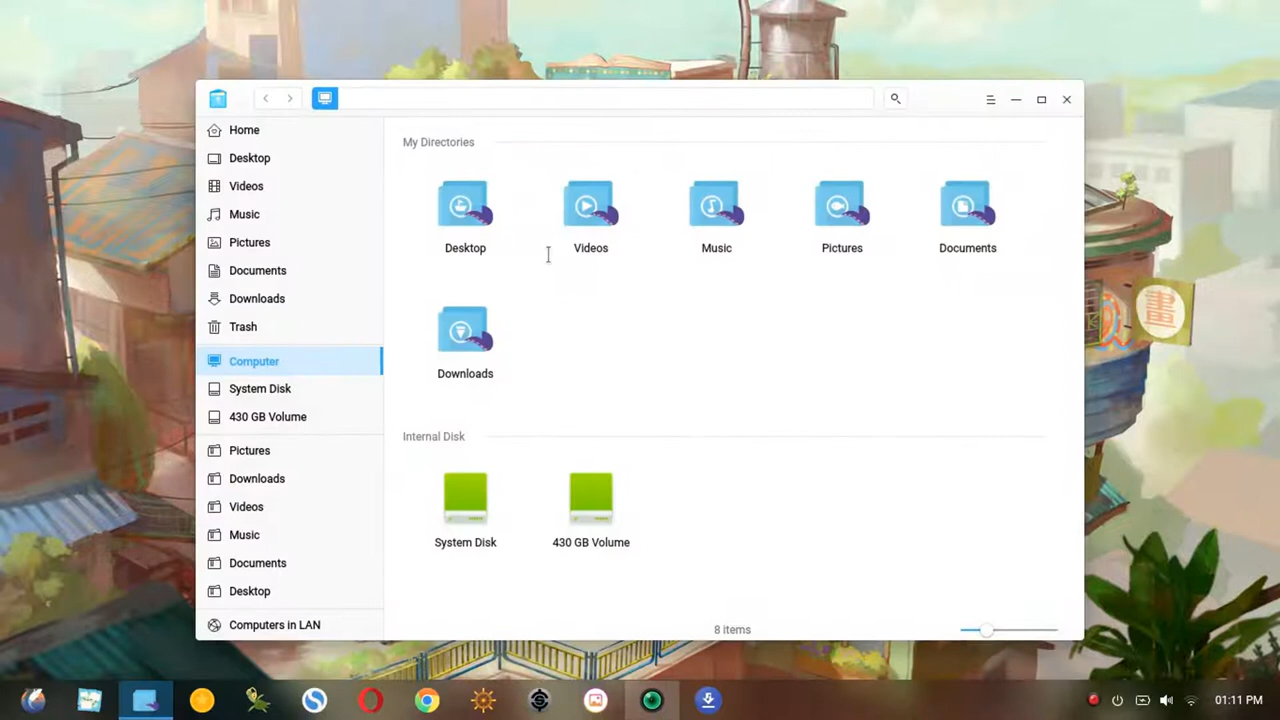 Home
Desktop
Videos
Music
Pictures
Documents
Downloads
Trash
Computer
System Disk
430 GB Volume
Pictures
Downloads
Videos
Music
Documents
Desktop
Computers in LAN
My Directories
Desktop
Videos
Music
Pictures
Documents
Downloads
Internal Disk
System Disk
430 GB Volume
8 items
畫
01:11 PM